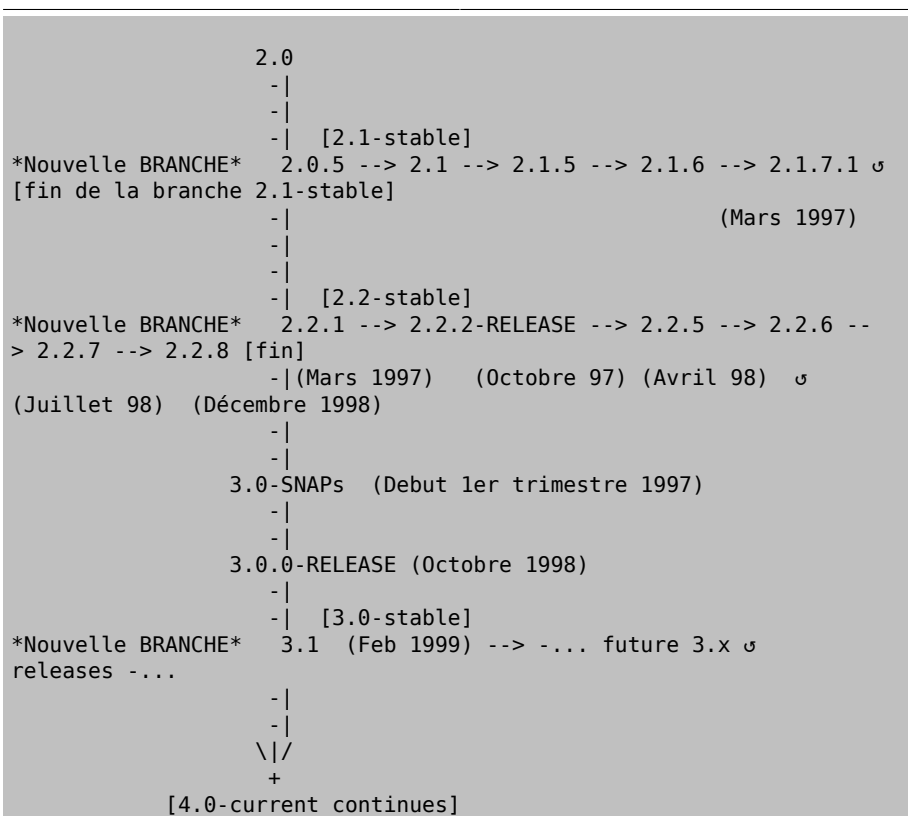 2.0
-|
-|
-|  [2.1-stable]
*Nouvelle BRANCHE*   2.0.5 --> 2.1 --> 2.1.5 --> 2.1.6 --> 2.1.7.1 ↺
[fin de la branche 2.1-stable]
-|                                  (Mars 1997)
-|
-|
-|  [2.2-stable]
*Nouvelle BRANCHE*   2.2.1 --> 2.2.2-RELEASE --> 2.2.5 --> 2.2.6 --
> 2.2.7 --> 2.2.8 [fin]
-|(Mars 1997)   (Octobre 97) (Avril 98)  ↺
(Juillet 98)  (Décembre 1998)
-|
-|
3.0-SNAPs  (Debut 1er trimestre 1997)
-|
-|
3.0.0-RELEASE (Octobre 1998)
-|
-|  [3.0-stable]
*Nouvelle BRANCHE*   3.1  (Feb 1999) --> -... future 3.x ↺
releases -...
-|
-|
\|/
+
[4.0-current continues]